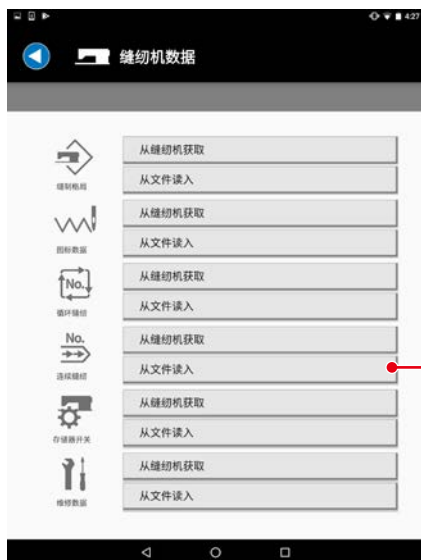 4:27
缝纫机数据
从缝纫机获取
缝制格局
从文件读入
从缝纫机获取
图标数据
从文件读入
从缝纫机获取
No.
循环缝纫
从文件读入
从缝纫机获取
No.
连续缝纫
从文件读入
从缝纫机获取
存储器开关
从文件读入
从缝纫机获取
维修数据
从文件读入